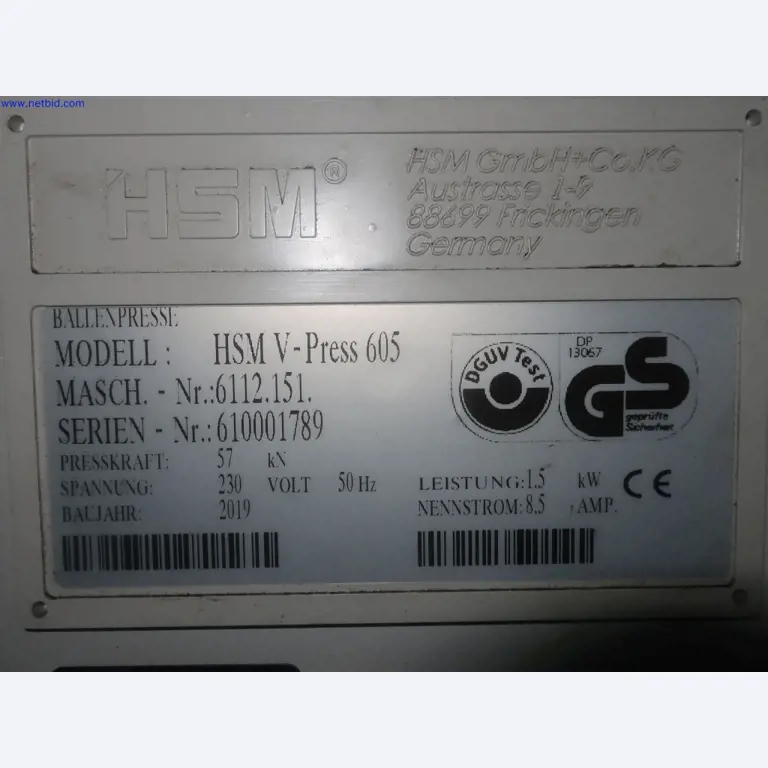 www.netbid.com
HSM®
HSM GmbH+Co.KG
Austrasse 1-9
88699 Frickingen
Germany
BALLENPRESSE
MODELL : HSM V-Press 605
MASCH. - Nr.:6112.151.
SERIEN - Nr.:610001789
PRESSKRAFT: 57 kN
SPANNUNG: 230 VOLT 50 Hz
BAUJAHR: 2019
LEISTUNG:1.5 kW
NENNSTROM:8.5 AMP.
DGUV Test
DP
13067
GS
geprüfte
Sicherheit
CE